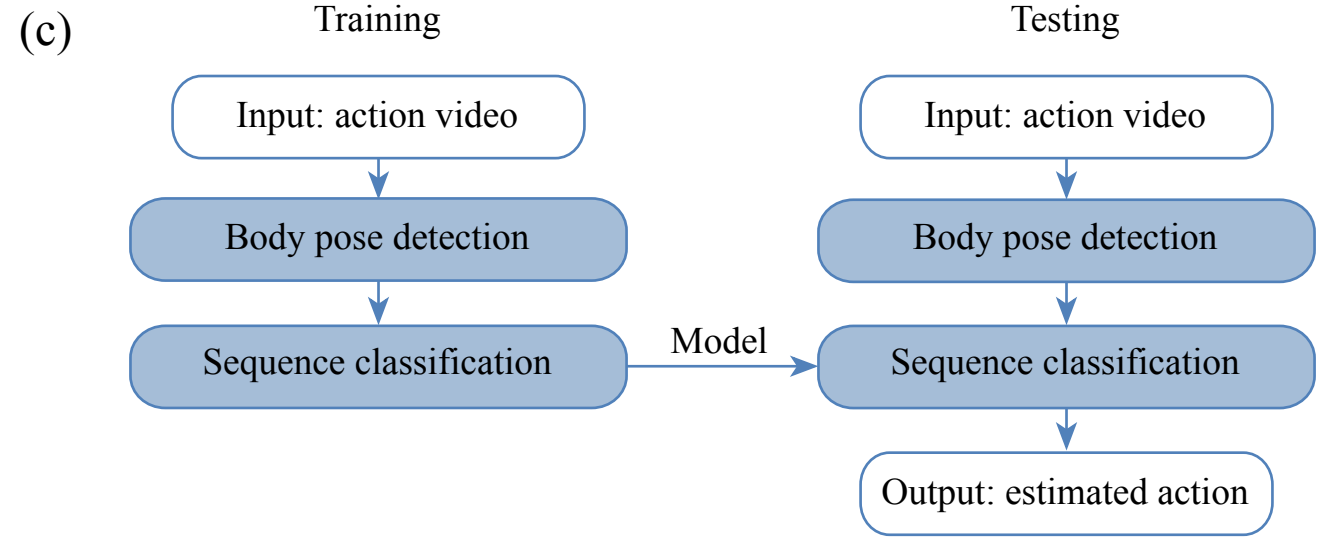 (c)
Training
Testing
Input: action video
Input: action video
Body pose detection
Body pose detection
Sequence classification
Model
Sequence classification
Output: estimated action